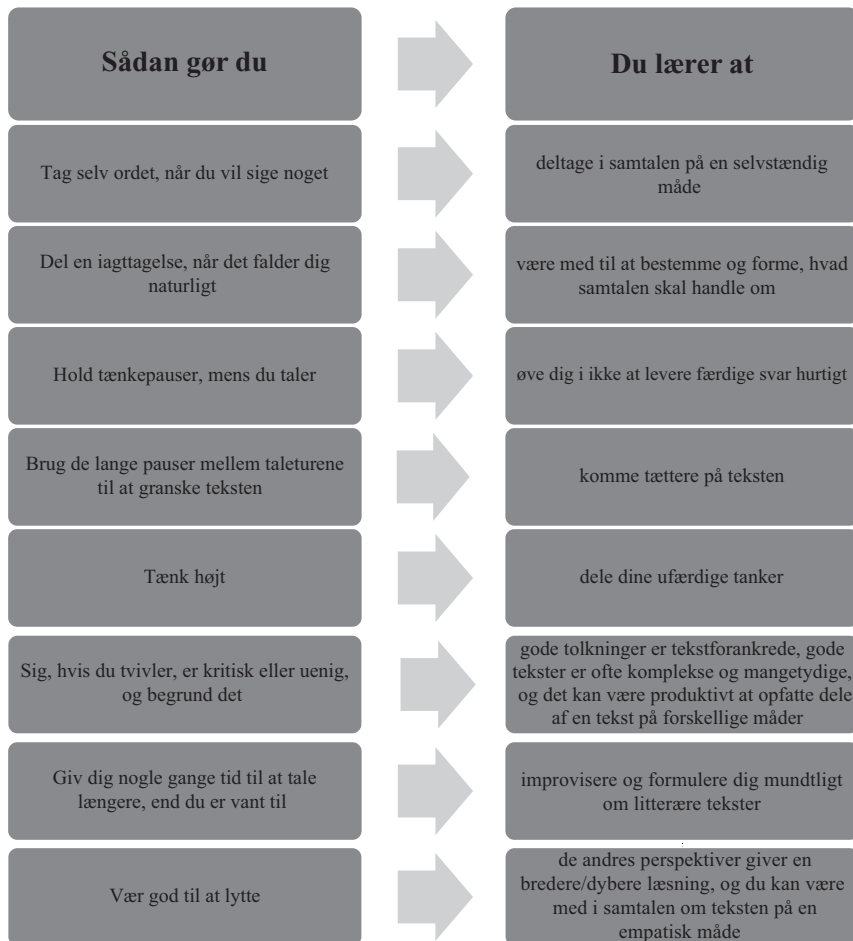 Sådan gør du
Du lærer at
Tag selv ordet, når du vil sige noget
deltage i samtalen på en selvstændig
måde
Del en iagttagelse, når det falder dig
naturligt
være med til at bestemme og forme, hvad
samtalen skal handle om
Hold tænkepauser, mens du taler
øve dig i ikke at levere færdige svar hurtigt
Brug de lange pauser mellem taleturene
til at granske teksten
komme tættere på teksten
Tænk højt
dele dine ufærdige tanker
Sig, hvis du tvivler, er kritisk eller uenig,
og begrund det
gode tolkninger er tekstforankrede, gode
tekster er ofte komplekse og mangetydige,
og det kan være produktivt at opfatte dele
af en tekst på forskellige måder
Giv dig nogle gange tid til at tale
længere, end du er vant til
improvisere og formulere dig mundtligt
om litterære tekster
Vær god til at lytte
de andres perspektiver giver en
bredere/dybere læsning, og du kan være
med i samtalen om teksten på en
empatisk måde